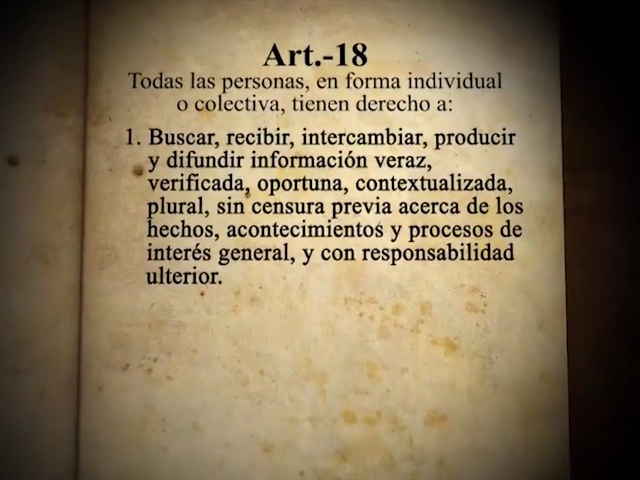 Art.-18
Todas las personas, en forma individual
o colectiva, tienen derecho a:
1. Buscar, recibir, intercambiar, producir
y difundir información veraz,
verificada, oportuna, contextualizada,
plural, sin censura previa acerca de los
hechos, acontecimientos y procesos de
interés general, y con responsabilidad
ulterior.